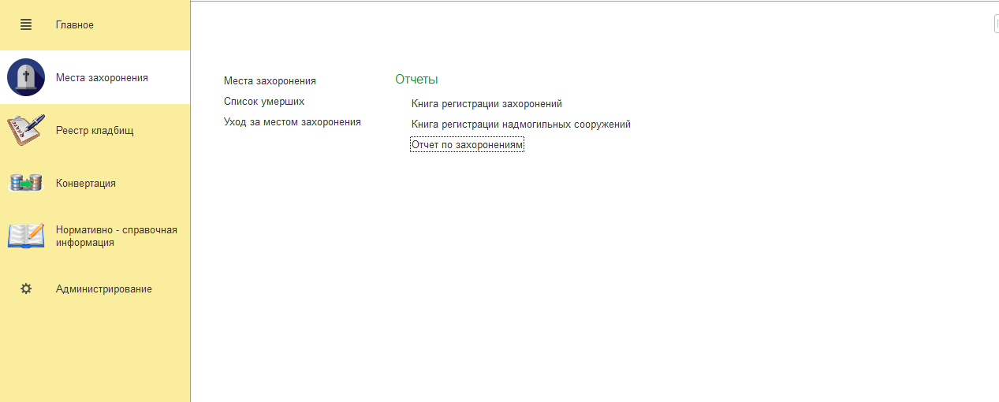 Главное
Места захоронения
Реестр кладбищ
Конвертация
Нормативно - справочная
информация
Администрирование
Места захоронения
Список умерших
Уход за местом захоронения
Отчеты
Книга регистрации захоронений
Книга регистрации надмогильных сооружений
Отчет по захоронениям